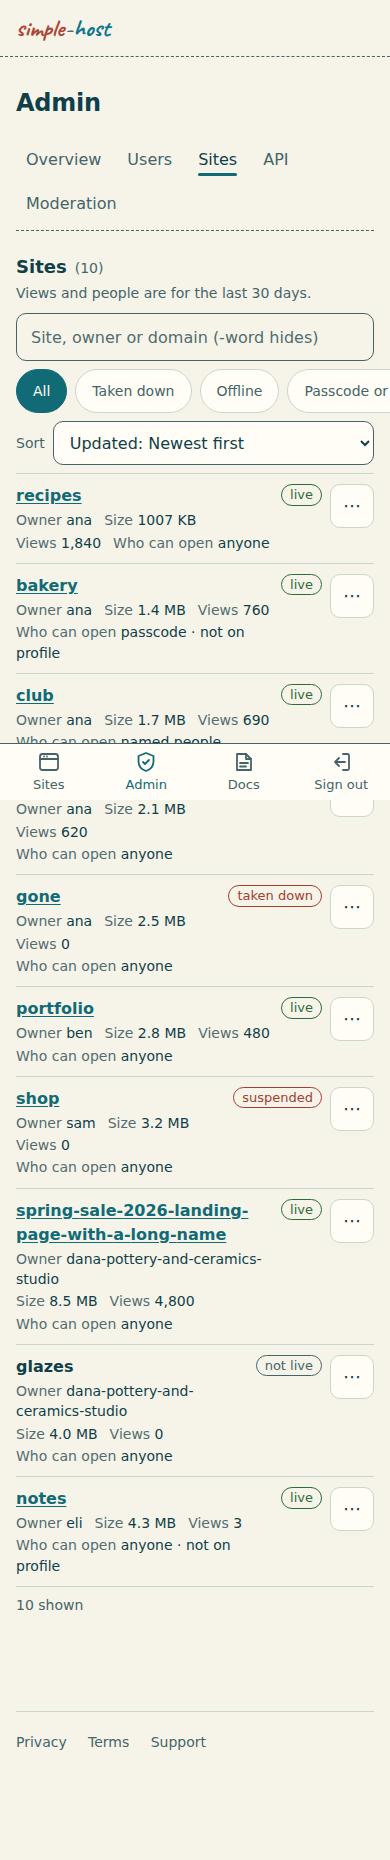 simple-host
Admin
Overview Users Sites API
Moderation
Sites (10)
Views and people are for the last 30 days.
Site, owner or domain (-word hides)
All Taken down Offline Passcode or
Sort Updated: Newest first
recipes live ...
Owner ana Size 1007 KB
Views 1,840 Who can open anyone
bakery live ...
Owner ana Size 1.4 MB Views 760
Who can open passcode · not on
profile
club live ...
Owner ana Size 1.7 MB Views 690
Who can open named people
Sites Admin Docs Sign out
Owner ana Size 2.1 MB
Views 620
Who can open anyone
gone taken down ...
Owner ana Size 2.5 MB
Views 0
Who can open anyone
portfolio live ...
Owner ben Size 2.8 MB Views 480
Who can open anyone
shop suspended ...
Owner sam Size 3.2 MB
Views 0
Who can open anyone
spring-sale-2026-landing- live ...
page-with-a-long-name
Owner dana-pottery-and-ceramics-
studio
Size 8.5 MB Views 4,800
Who can open anyone
glazes not live ...
Owner dana-pottery-and-
ceramics-studio
Size 4.0 MB Views 0
Who can open anyone
notes live ...
Owner eli Size 4.3 MB Views 3
Who can open anyone · not on
profile
10 shown
Privacy Terms Support